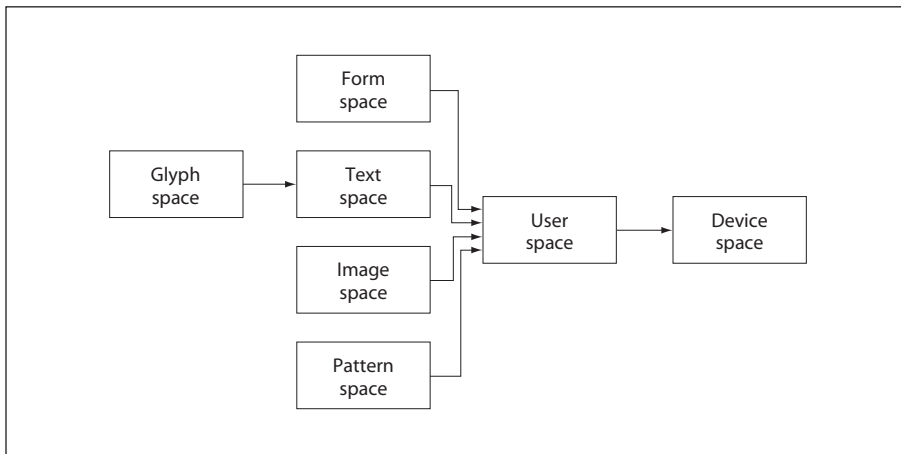 Form
space
Glyph
space
Text
space
User
space
Device
space
Image
space
Pattern
space